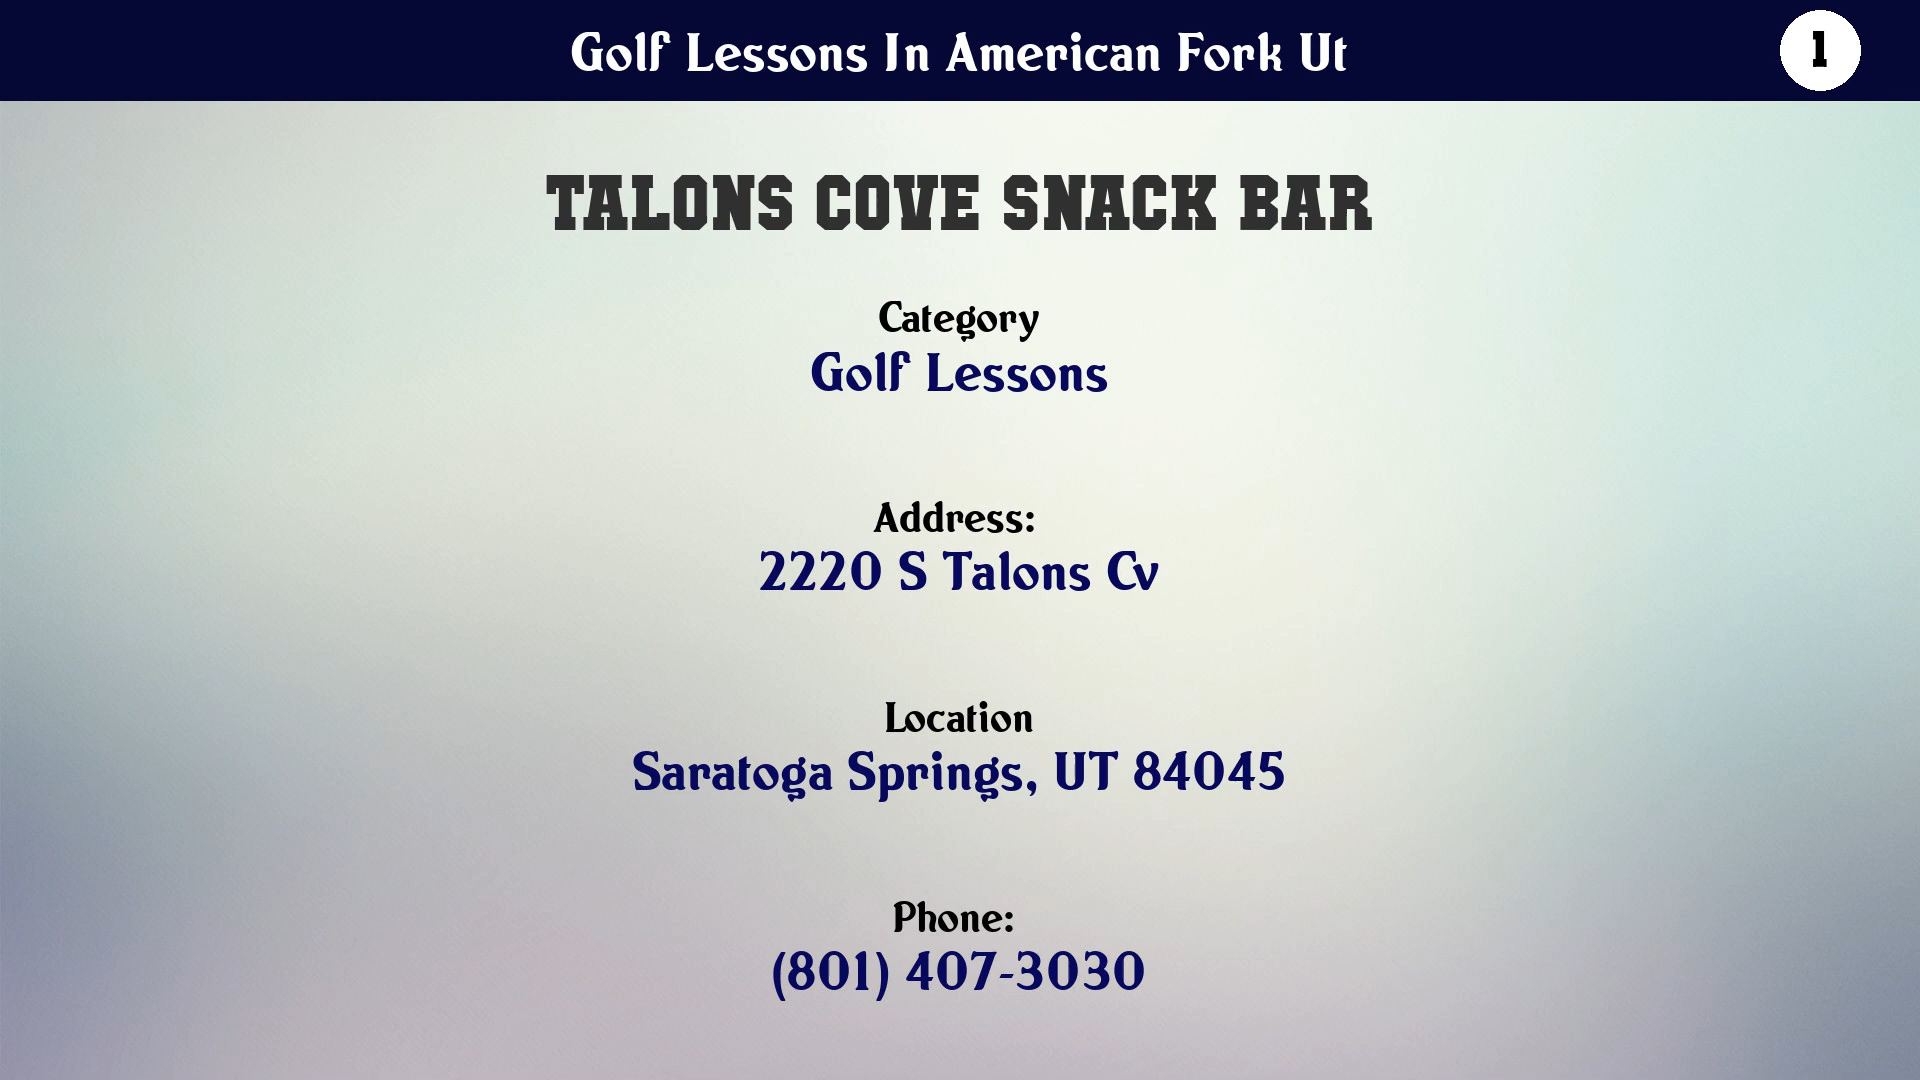 Golf Lessons In American Fork Ut
1
TALONS COVE SNACK BAR
Category
Golf Lessons
Address:
2220 S Talons Cv
Location
Saratoga Springs, UT 84045
Phone:
(801) 407-3030